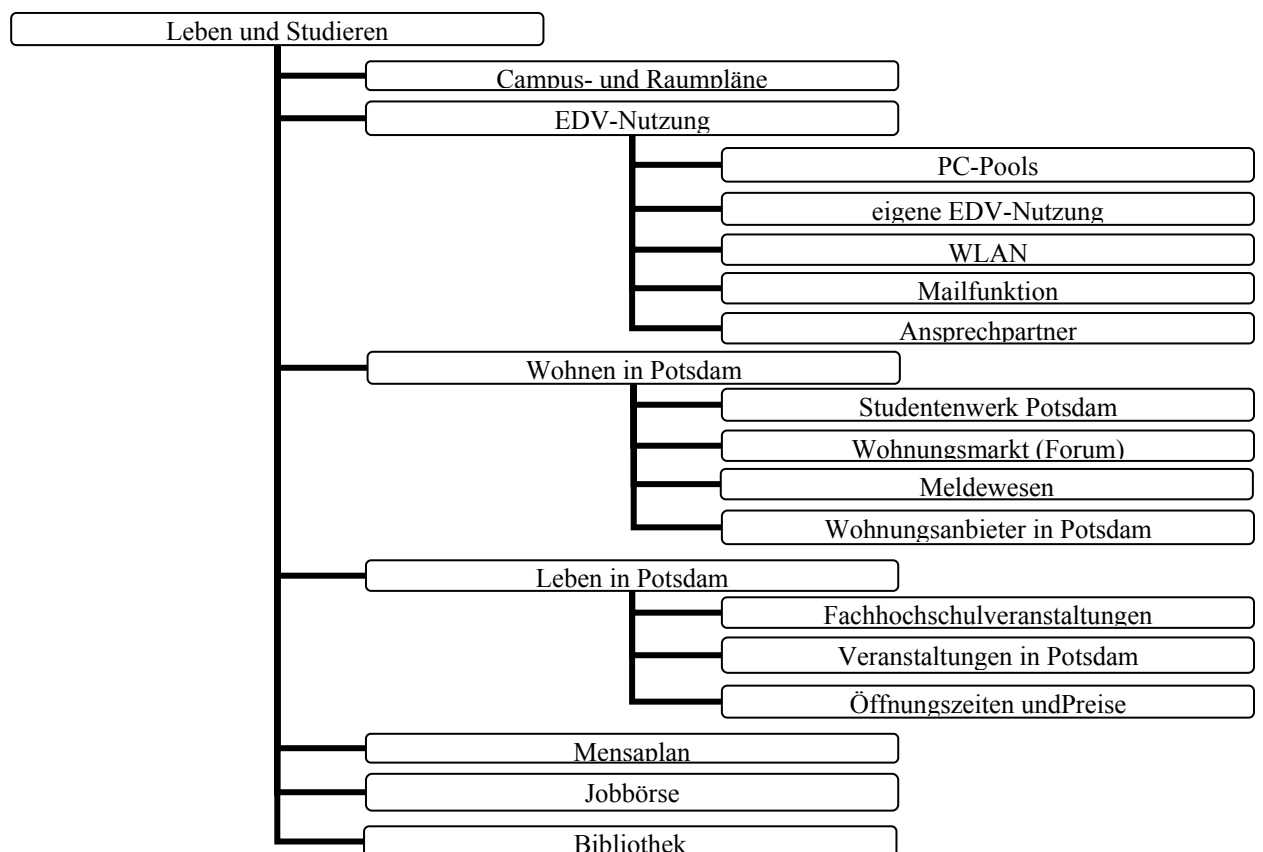 Leben und Studieren
Campus- und Raumpläne
EDV-Nutzung
PC-Pools
eigene EDV-Nutzung
WLAN
Mailfunktion
Ansprechpartner
Wohnen in Potsdam
Studentenwerk Potsdam
Wohnungsmarkt (Forum)
Meldewesen
Wohnungsanbieter in Potsdam
Leben in Potsdam
Fachhochschulveranstaltungen
Veranstaltungen in Potsdam
Öffnungszeiten undPreise
Mensaplan
Jobbörse
Bibliothek